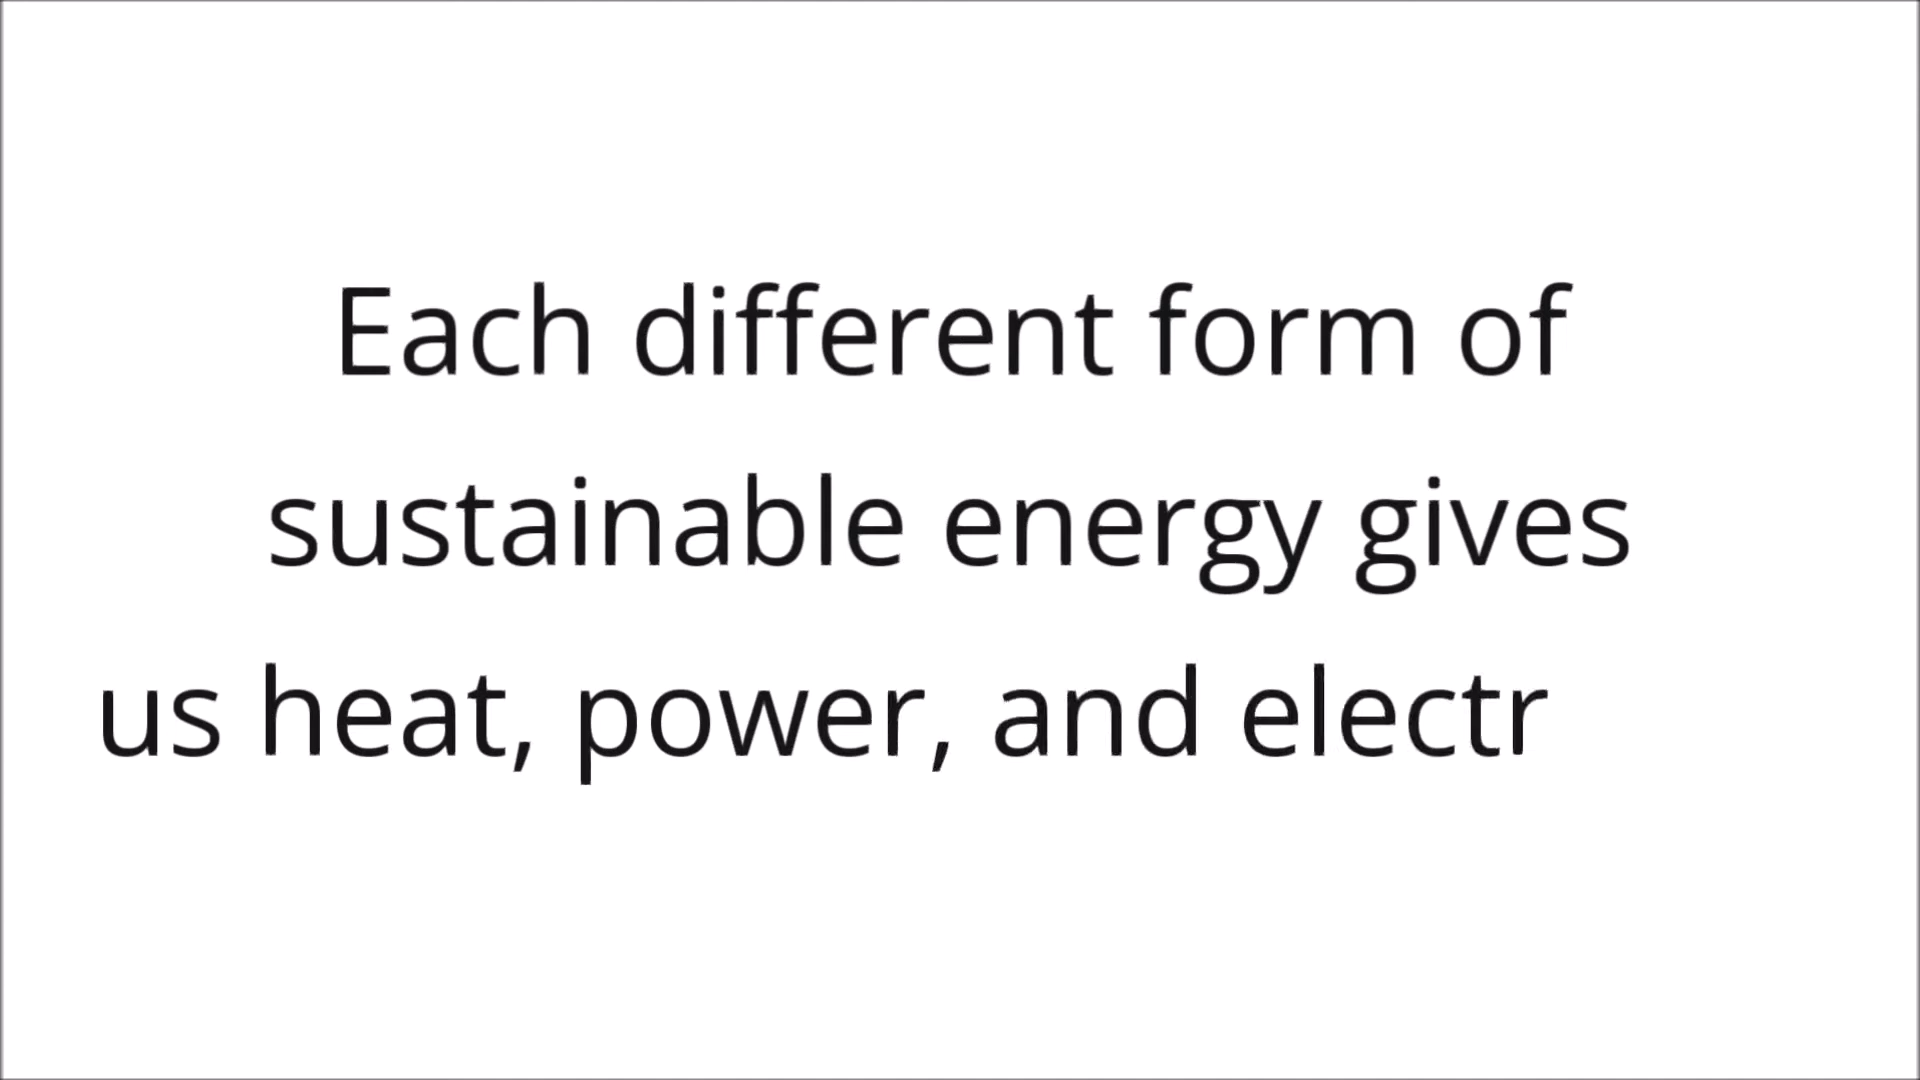 Each different form of
sustainable energy gives
us heat, power, and electr